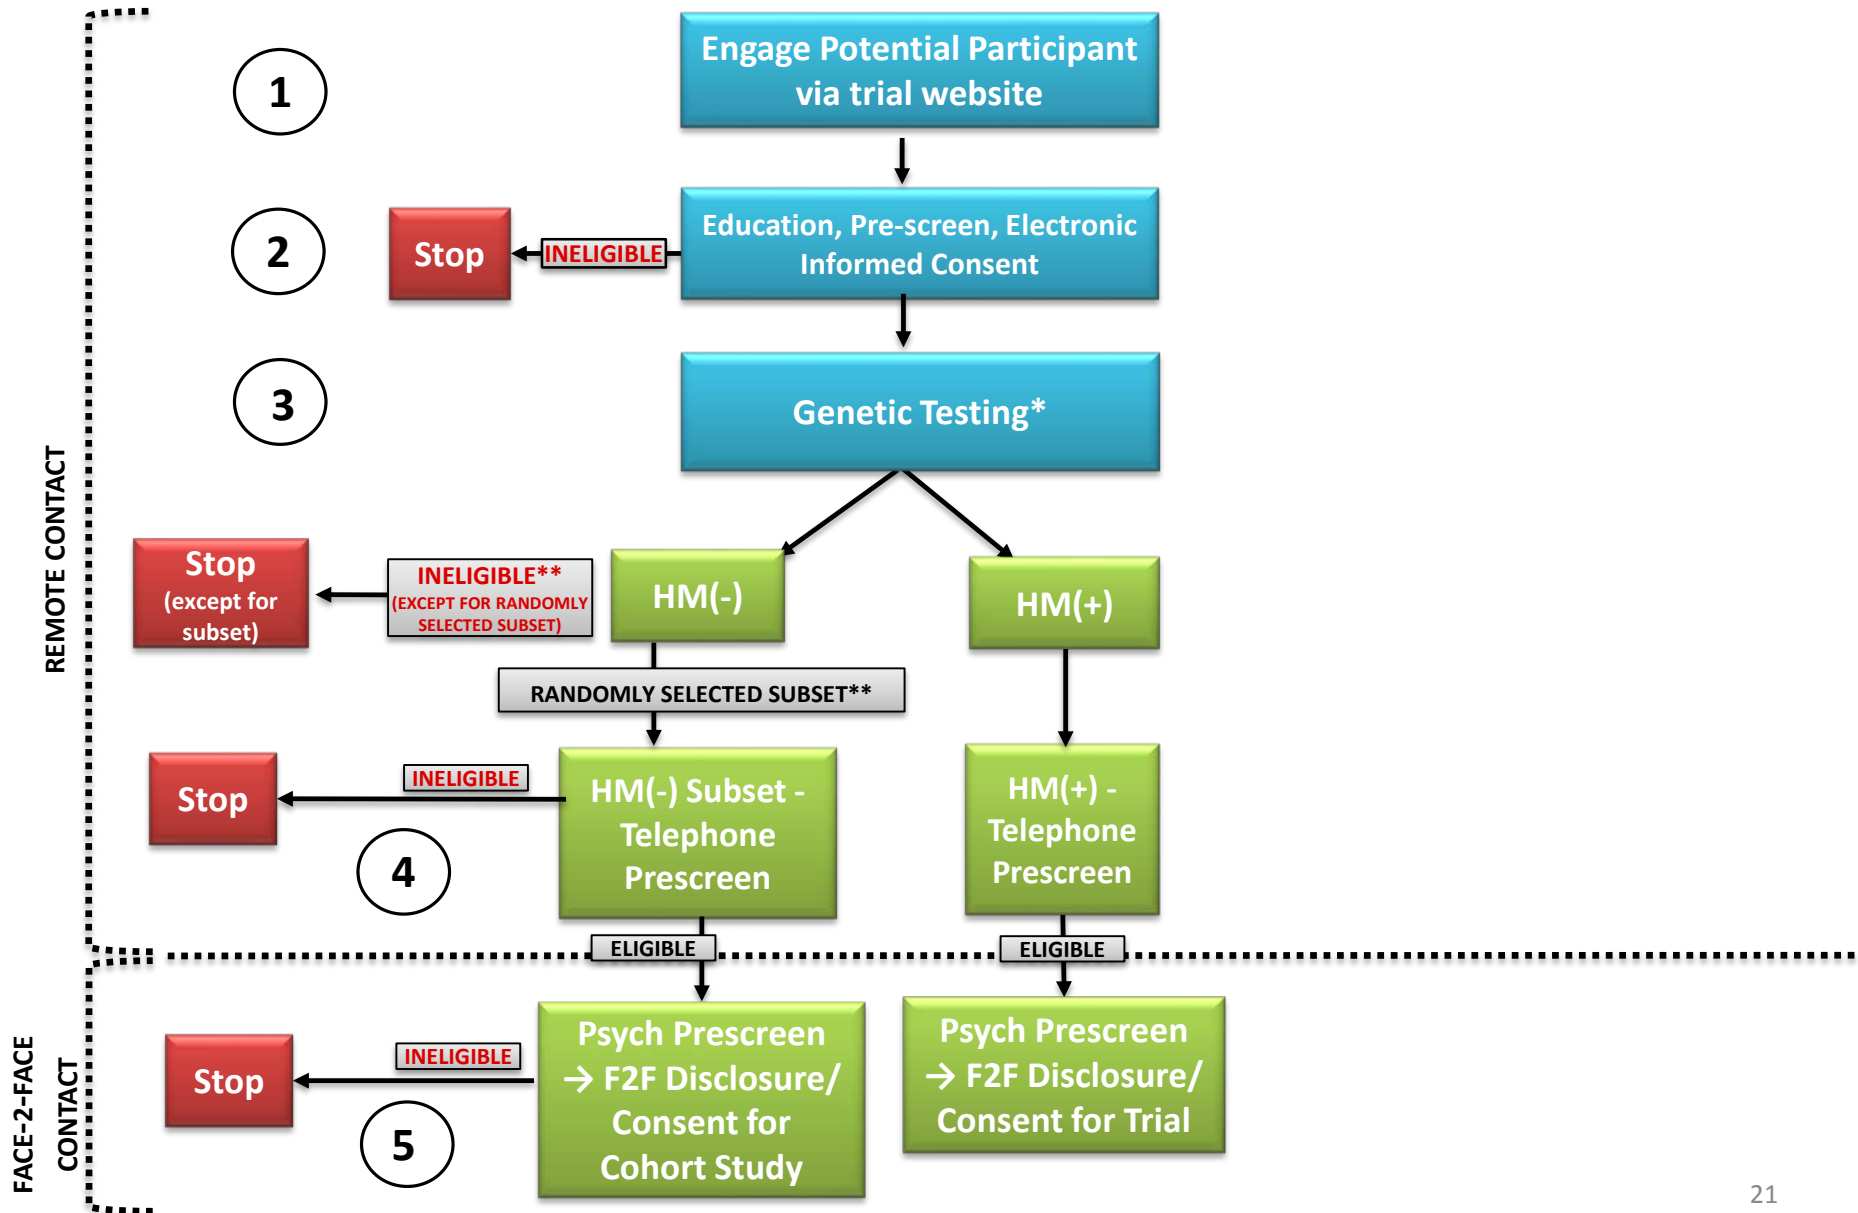 Engage Potential Participant
via trial website
1
Education, Pre-screen, Electronic
Informed Consent
INELIGIBLE
Stop
2
Genetic Testing*
3
REMOTE CONTACT
Stop
(except for
subset)
INELIGIBLE**
(EXCEPT FOR RANDOMLY
SELECTED SUBSET)
HM(-)
HM(+)
RANDOMLY SELECTED SUBSET**
Stop
INELIGIBLE
HM(-) Subset -
Telephone
Prescreen
HM(+) -
Telephone
Prescreen
4
ELIGIBLE
ELIGIBLE
FACE-2-FACE
CONTACT
Stop
INELIGIBLE
Psych Prescreen
→ F2F Disclosure/
Consent for
Cohort Study
Psych Prescreen
→ F2F Disclosure/
Consent for Trial
5
21